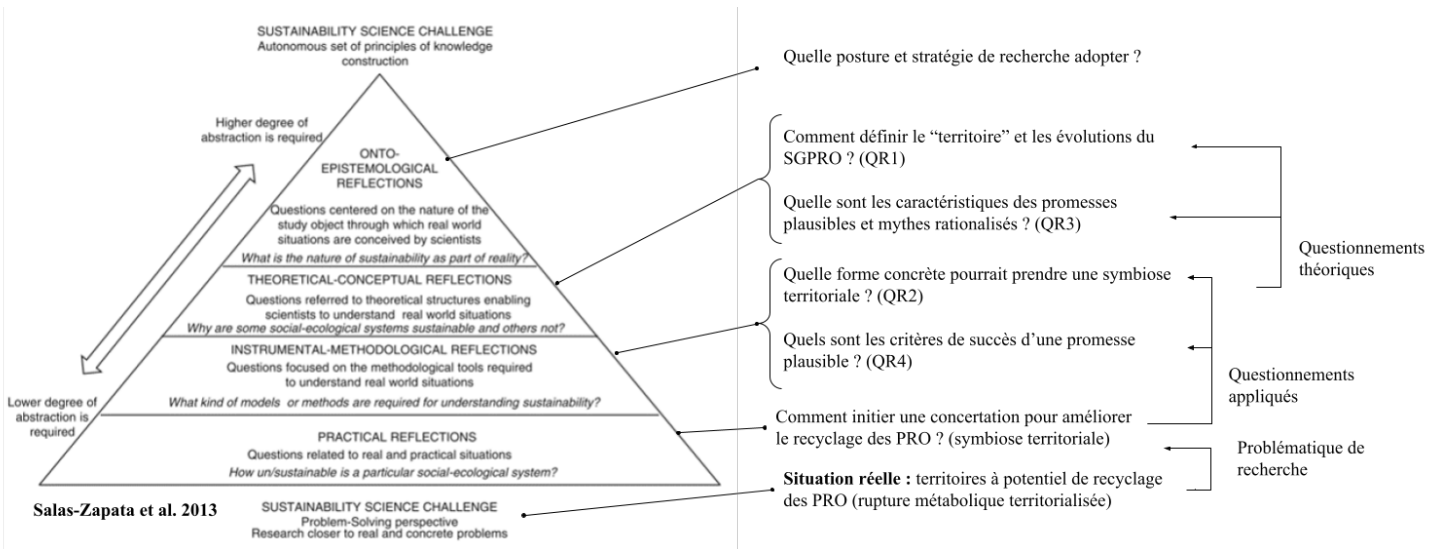 SUSTAINABILITY SCIENCE CHALLENGE
Autonomous set of principles of knowledge
construction
Higher degree of
abstraction is required
ONTO-
EPISTEMOLOGICAL
REFLECTIONS
Questions centered on the nature of the
study object through which real world
situations are conceived by scientists
What is the nature of sustainability as part of reality?
THEORETICAL-CONCEPTUAL REFLECTIONS
Questions referred to theoretical structures enabling
scientists to understand real world situations
Why are some social-ecological systems sustainable and others not?
INSTRUMENTAL-METHODOLOGICAL REFLECTIONS
Questions focused on the methodological tools required
to understand real world situations
What kind of models or methods are required for understanding sustainability?
Lower degree of
abstraction is
required
PRACTICAL REFLECTIONS
Questions related to real and practical situations
How un/sustainable is a particular social-ecological system?
Salas-Zapata et al. 2013
SUSTAINABILITY SCIENCE CHALLENGE
Problem-Solving perspective
Research closer to real and concrete problems
Quelle posture et stratégie de recherche adopter ?
Comment définir le “territoire” et les évolutions du
SGPRO ? (QR1)
Quelle sont les caractéristiques des promesses
plausibles et mythes rationalisés ? (QR3)
Quelle forme concrète pourrait prendre une symbiose
territoriale ? (QR2)
Quels sont les critères de succès d’une promesse
plausible ? (QR4)
Comment initier une concertation pour améliorer
le recyclage des PRO ? (symbiose territoriale)
Situation réelle : territoires à potentiel de recyclage
des PRO (rupture métabolique territorialisée)
Questionnements
théoriques
Questionnements
appliqués
Problématique de
recherche